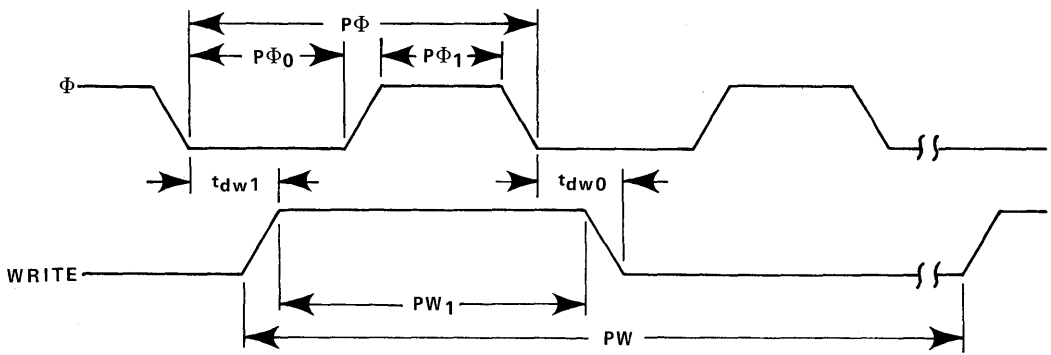 PΦ
PΦ0 PΦ1
Φ
tdw1 tdw0
WRITE
PW1
PW